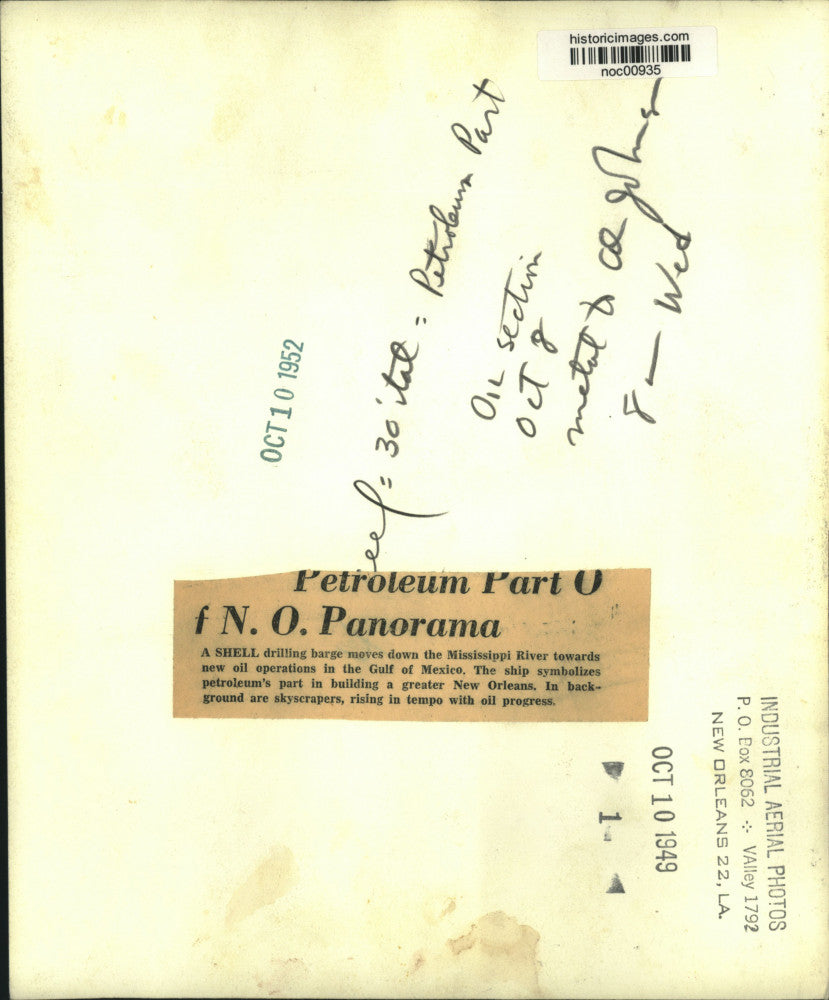 historicimages.com
noc00935
= 30 ital = Petroleum Part
Oil section
Oct 8
metal
8 — Wed
OCT 10 1952
Petroleum Part O
f N. O. Panorama
A SHELL drilling barge moves down the Mississippi River towards
new oil operations in the Gulf of Mexico. The ship symbolizes
petroleum's part in building a greater New Orleans. In back-
ground are skyscrapers, rising in tempo with oil progress.
1
OCT 10 1949
INDUSTRIAL AERIAL PHOTOS
P. O. Box 8062 ·:· VAlley 1792
NEW ORLEANS 22, LA.